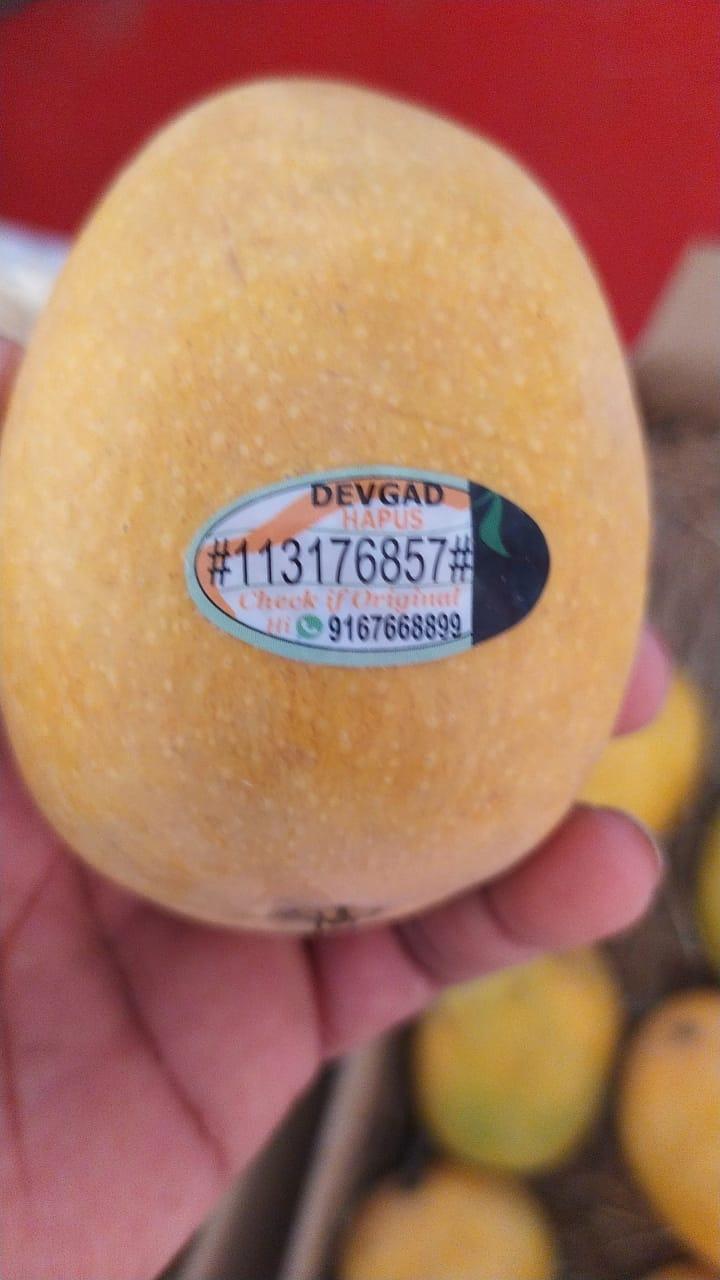 DEVGAD
HAPUS
#113176857#
Check if Original
Hi 9167668899